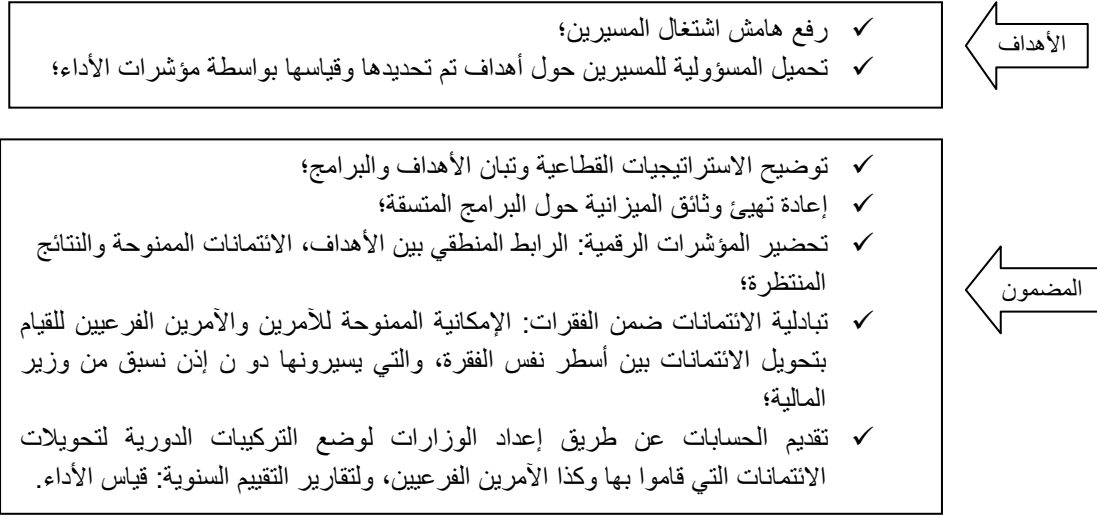 الأهداف
✓ رفع هامش اشتغال المسيرين؛
✓ تحميل المسؤولية للمسيرين حول أهداف تم تحديدها وقياسها بواسطة مؤشرات الأداء؛
المضمون
✓ توضيح الاستراتيجيات القطاعية وتبان الأهداف والبرامج؛
✓ إعادة تهيئ وثائق الميزانية حول البرامج المتسقة؛
✓ تحضير المؤشرات الرقمية: الرابط المنطقي بين الأهداف، الائتمانات الممنوحة والنتائج
المنتظرة؛
✓ تبادلية الائتمانات ضمن الفقرات: الإمكانية الممنوحة للآمرين والآمرين الفرعيين للقيام
بتحويل الائتمانات بين أسطر نفس الفقرة، والتي يسيرونها دو ن إذن نسبق من وزير
المالية؛
✓ تقديم الحسابات عن طريق إعداد الوزارات لوضع التركيبات الدورية لتحويلات
الائتمانات التي قاموا بها وكذا الآمرين الفرعيين، ولتقارير التقييم السنوية: قياس الأداء.